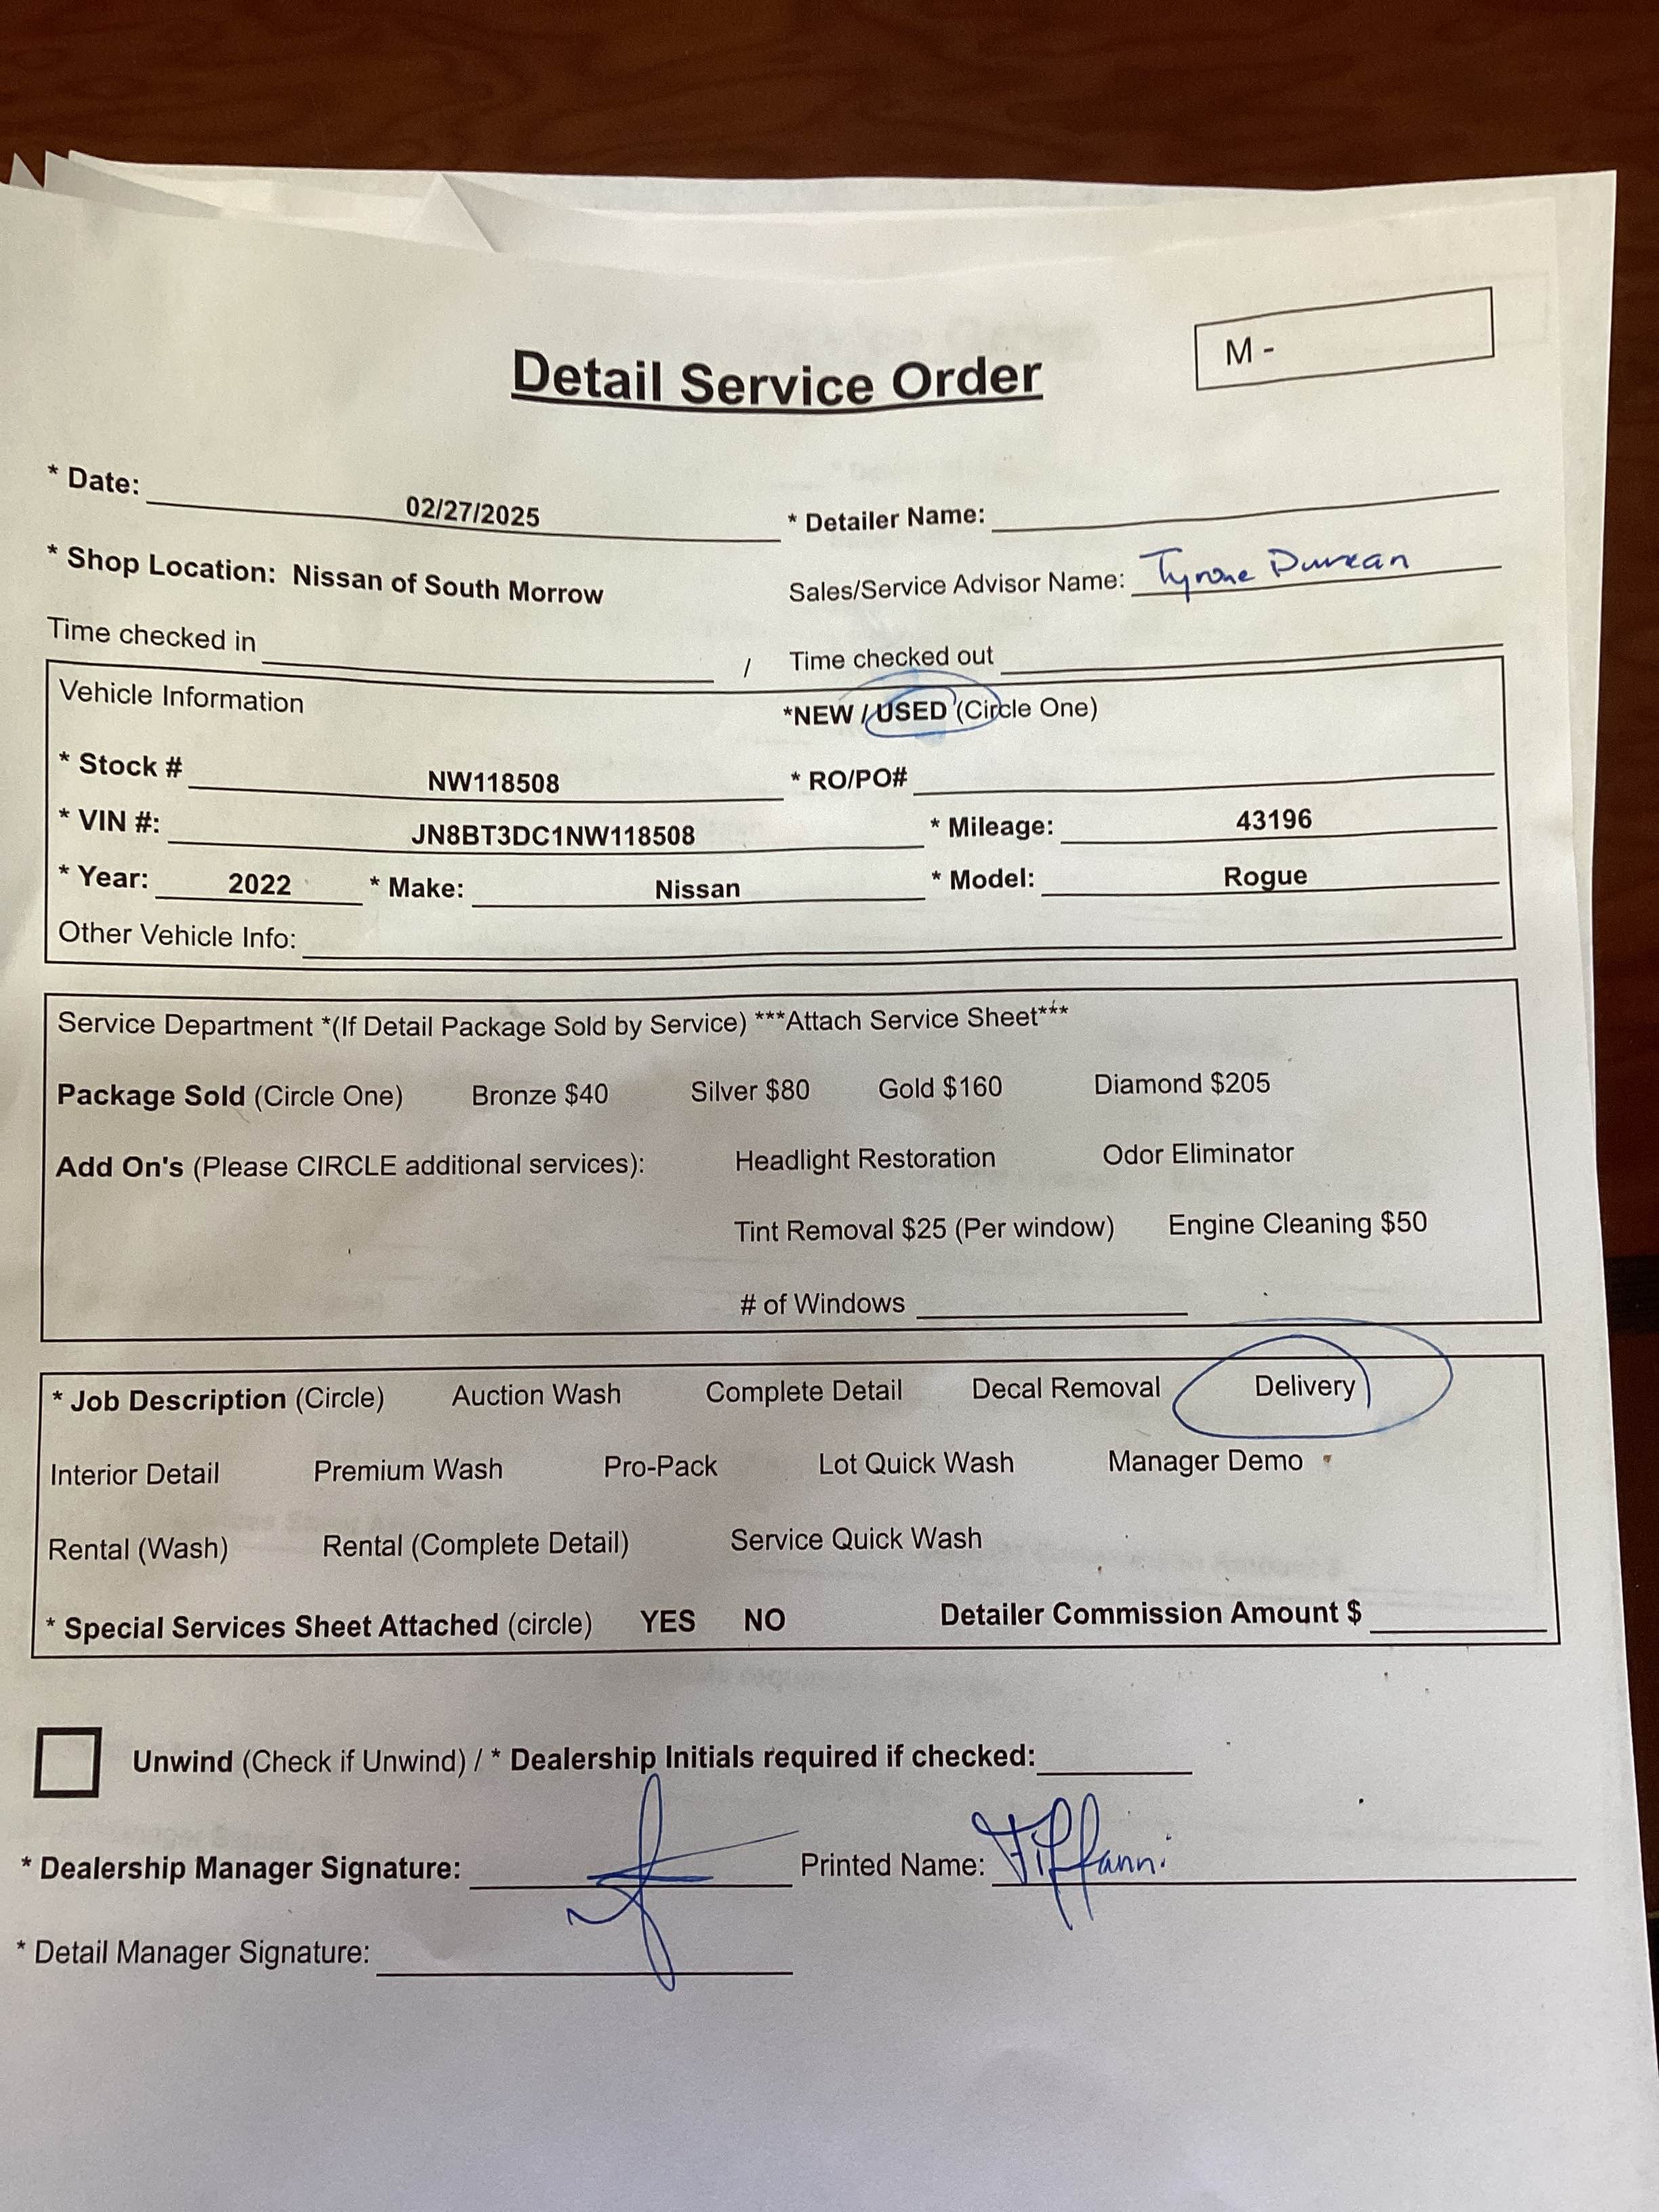 M -
Detail Service Order
* Date: 02/27/2025 * Detailer Name:
* Shop Location: Nissan of South Morrow Sales/Service Advisor Name: Tyrone Duncan
Time checked in / Time checked out
Vehicle Information *NEW / USED (Circle One)
* Stock # NW118508 * RO/PO#
* VIN #: JN8BT3DC1NW118508 * Mileage: 43196
* Year: 2022 * Make: Nissan * Model: Rogue
Other Vehicle Info:
Service Department *(If Detail Package Sold by Service) ***Attach Service Sheet***
Package Sold (Circle One) Bronze $40 Silver $80 Gold $160 Diamond $205
Add On's (Please CIRCLE additional services): Headlight Restoration Odor Eliminator
Tint Removal $25 (Per window) Engine Cleaning $50
# of Windows
* Job Description (Circle) Auction Wash Complete Detail Decal Removal Delivery
Interior Detail Premium Wash Pro-Pack Lot Quick Wash Manager Demo
Rental (Wash) Rental (Complete Detail) Service Quick Wash
* Special Services Sheet Attached (circle) YES NO Detailer Commission Amount $
Unwind (Check if Unwind) / * Dealership Initials required if checked:
* Dealership Manager Signature: Printed Name: Tiffanni
* Detail Manager Signature: